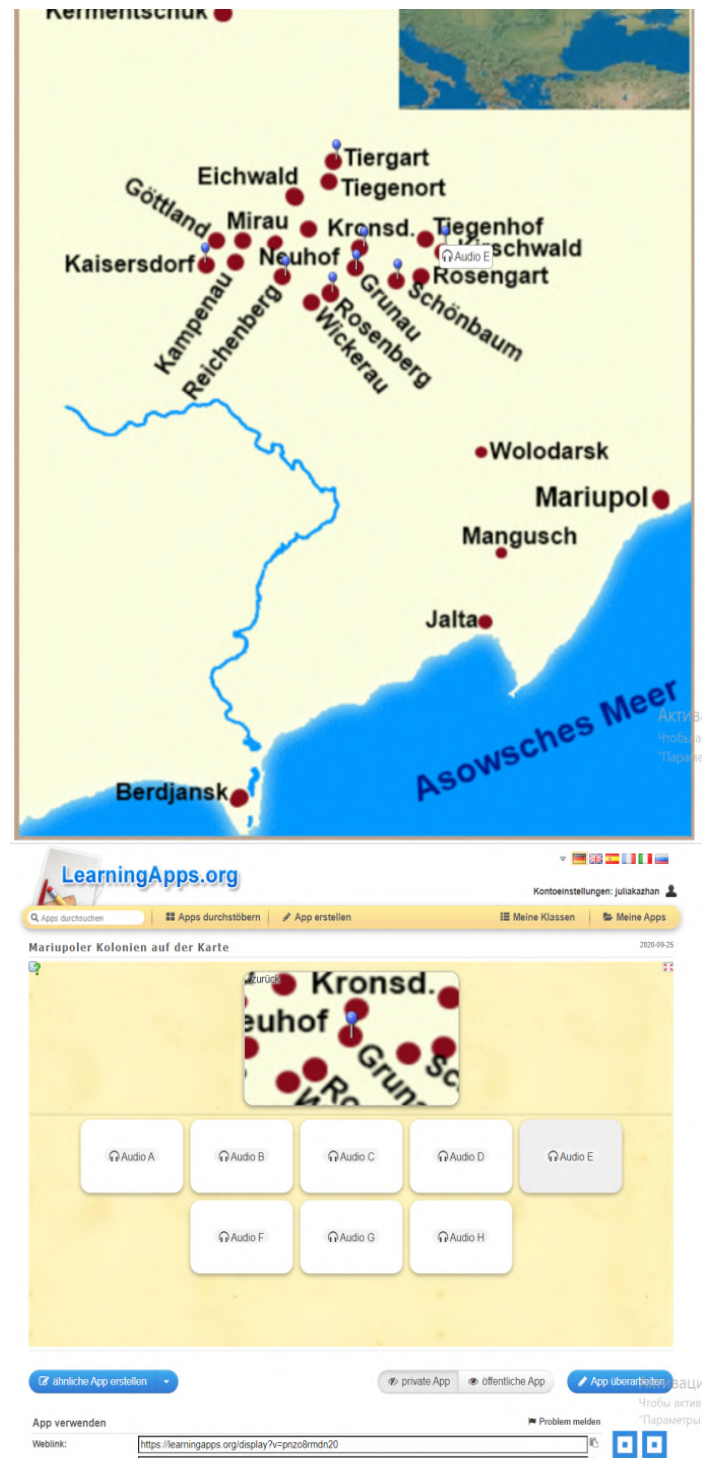 Kermentschuk
Tiergart
Eichwald
Tiegenort
Göttland
Mirau
Kronsd.
Tiegenhof
Kaisersdorf
Neuhof
Kirschwald
Audio E
Rosengart
Kampenau
Reichenberg
Wickerau
Rosenberg
Grunau
Schönbaum
Wolodarsk
Mariupol
Mangusch
Jalta
Asowsches Meer
Berdjansk
LearningApps.org
Kontoeinstellungen: juliakazhan
Apps durchsuchen
Apps durchstöbern
App erstellen
Meine Klassen
Meine Apps
Mariupoler Kolonien auf der Karte
2020-09-25
zurück
Kronsd.
euhof
Grun
Sc
Ro
W
Audio A
Audio B
Audio C
Audio D
Audio E
Audio F
Audio G
Audio H
ähnliche App erstellen
private App
öffentliche App
App überarbeiten
App verwenden
Problem melden
Weblink:
https://learningapps.org/display?v=pnzo8rmdn20